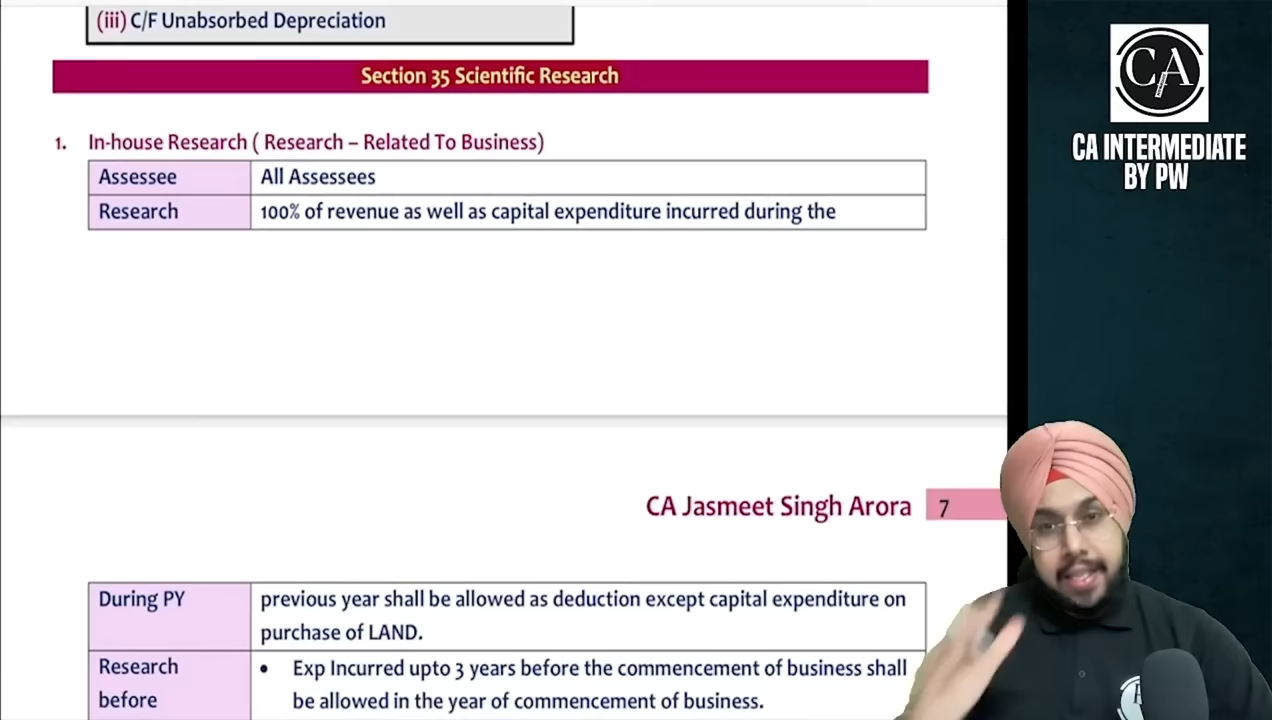 (iii) C/F Unabsorbed Depreciation
Section 35 Scientific Research
1. In-house Research ( Research – Related To Business)
Assessee All Assessees
Research 100% of revenue as well as capital expenditure incurred during the
CA Jasmeet Singh Arora 7
During PY previous year shall be allowed as deduction except capital expenditure on
purchase of LAND.
Research • Exp Incurred upto 3 years before the commencement of business shall
before be allowed in the year of commencement of business.
CA
CA INTERMEDIATE
BY PW